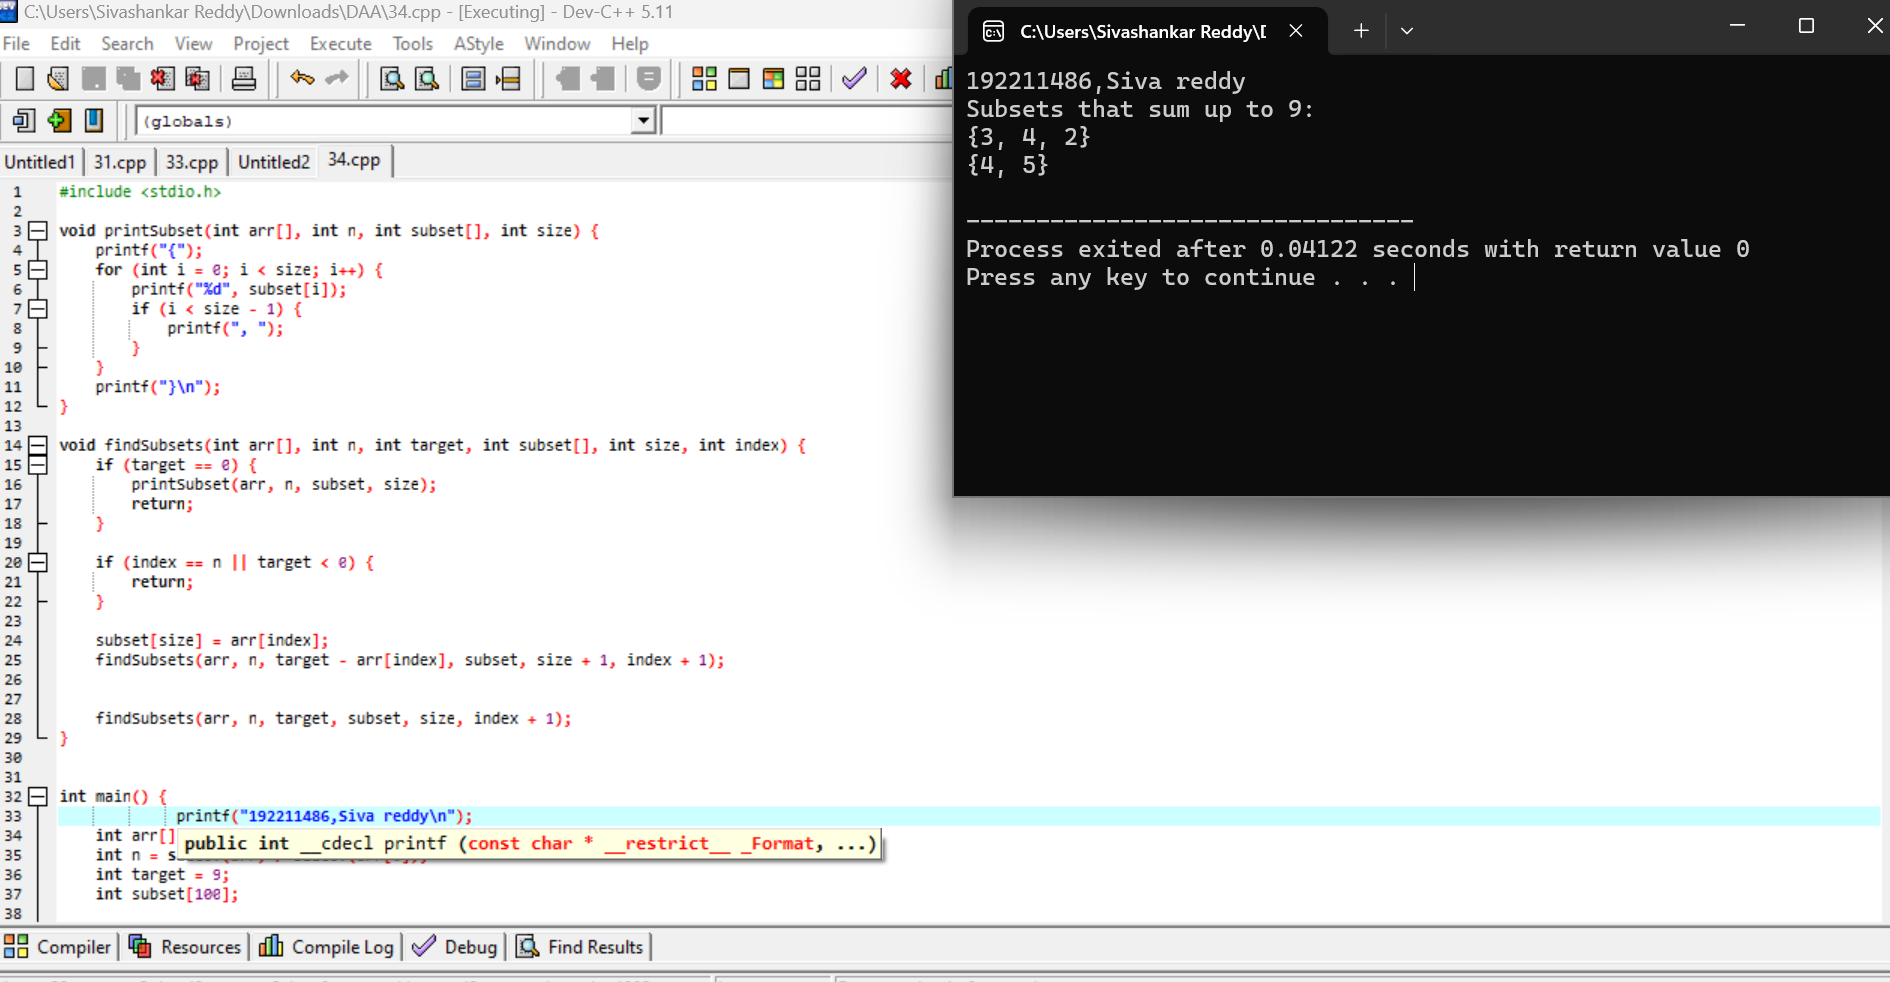 C:\Users\Sivashankar Reddy\Downloads\DAA\34.cpp - [Executing] - Dev-C++ 5.11
File Edit Search View Project Execute Tools AStyle Window Help
(globals)
Untitled1 31.cpp 33.cpp Untitled2 34.cpp
1 #include <stdio.h>
2
3 void printSubset(int arr[], int n, int subset[], int size) {
4     printf("{");
5     for (int i = 0; i < size; i++) {
6         printf("%d", subset[i]);
7         if (i < size - 1) {
8             printf(", ");
9         }
10     }
11     printf("}\n");
12 }
13
14 void findSubsets(int arr[], int n, int target, int subset[], int size, int index) {
15     if (target == 0) {
16         printSubset(arr, n, subset, size);
17         return;
18     }
19
20     if (index == n || target < 0) {
21         return;
22     }
23
24     subset[size] = arr[index];
25     findSubsets(arr, n, target - arr[index], subset, size + 1, index + 1);
26
27
28     findSubsets(arr, n, target, subset, size, index + 1);
29 }
30
31
32 int main() {
33              printf("192211486,Siva reddy\n");
34     int arr[]
public int __cdecl printf (const char * __restrict__ _Format, ...)
35     int n = s
36     int target = 9;
37     int subset[100];
38
Compiler Resources Compile Log Debug Find Results
C:\Users\Sivashankar Reddy\D
192211486,Siva reddy
Subsets that sum up to 9:
{3, 4, 2}
{4, 5}
--------------------------------
Process exited after 0.04122 seconds with return value 0
Press any key to continue . . .